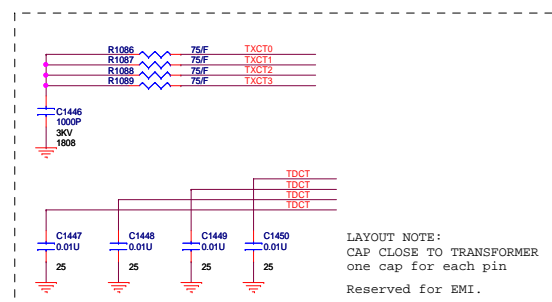 R1086 75/F TXCT0
R1087 75/F TXCT1
R1088 75/F TXCT2
R1089 75/F TXCT3
C1446
1000P
3KV
1808
TDCT
TDCT
TDCT
TDCT
C1447 C1448 C1449 C1450
0.01U 0.01U 0.01U 0.01U
25 25 25 25
LAYOUT NOTE:
CAP CLOSE TO TRANSFORMER
one cap for each pin
Reserved for EMI.